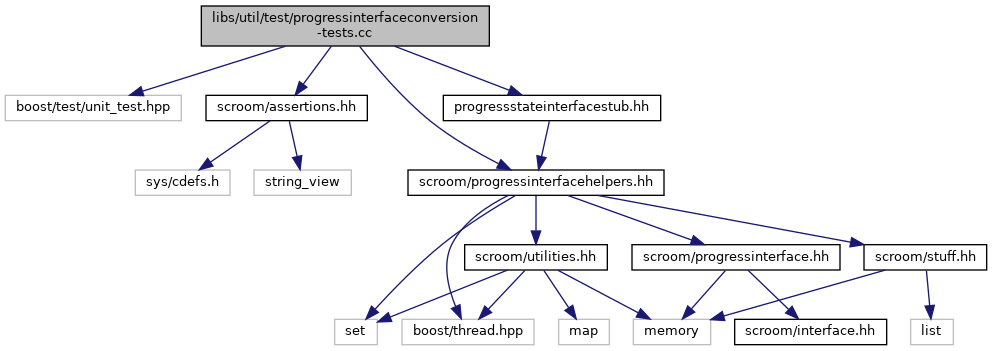 libs/util/test/progressinterfaceconversion
-tests.cc
boost/test/unit_test.hpp
scroom/assertions.hh
progressstateinterfacestub.hh
sys/cdefs.h
string_view
scroom/progressinterfacehelpers.hh
scroom/utilities.hh
scroom/progressinterface.hh
scroom/stuff.hh
set
boost/thread.hpp
map
memory
scroom/interface.hh
list